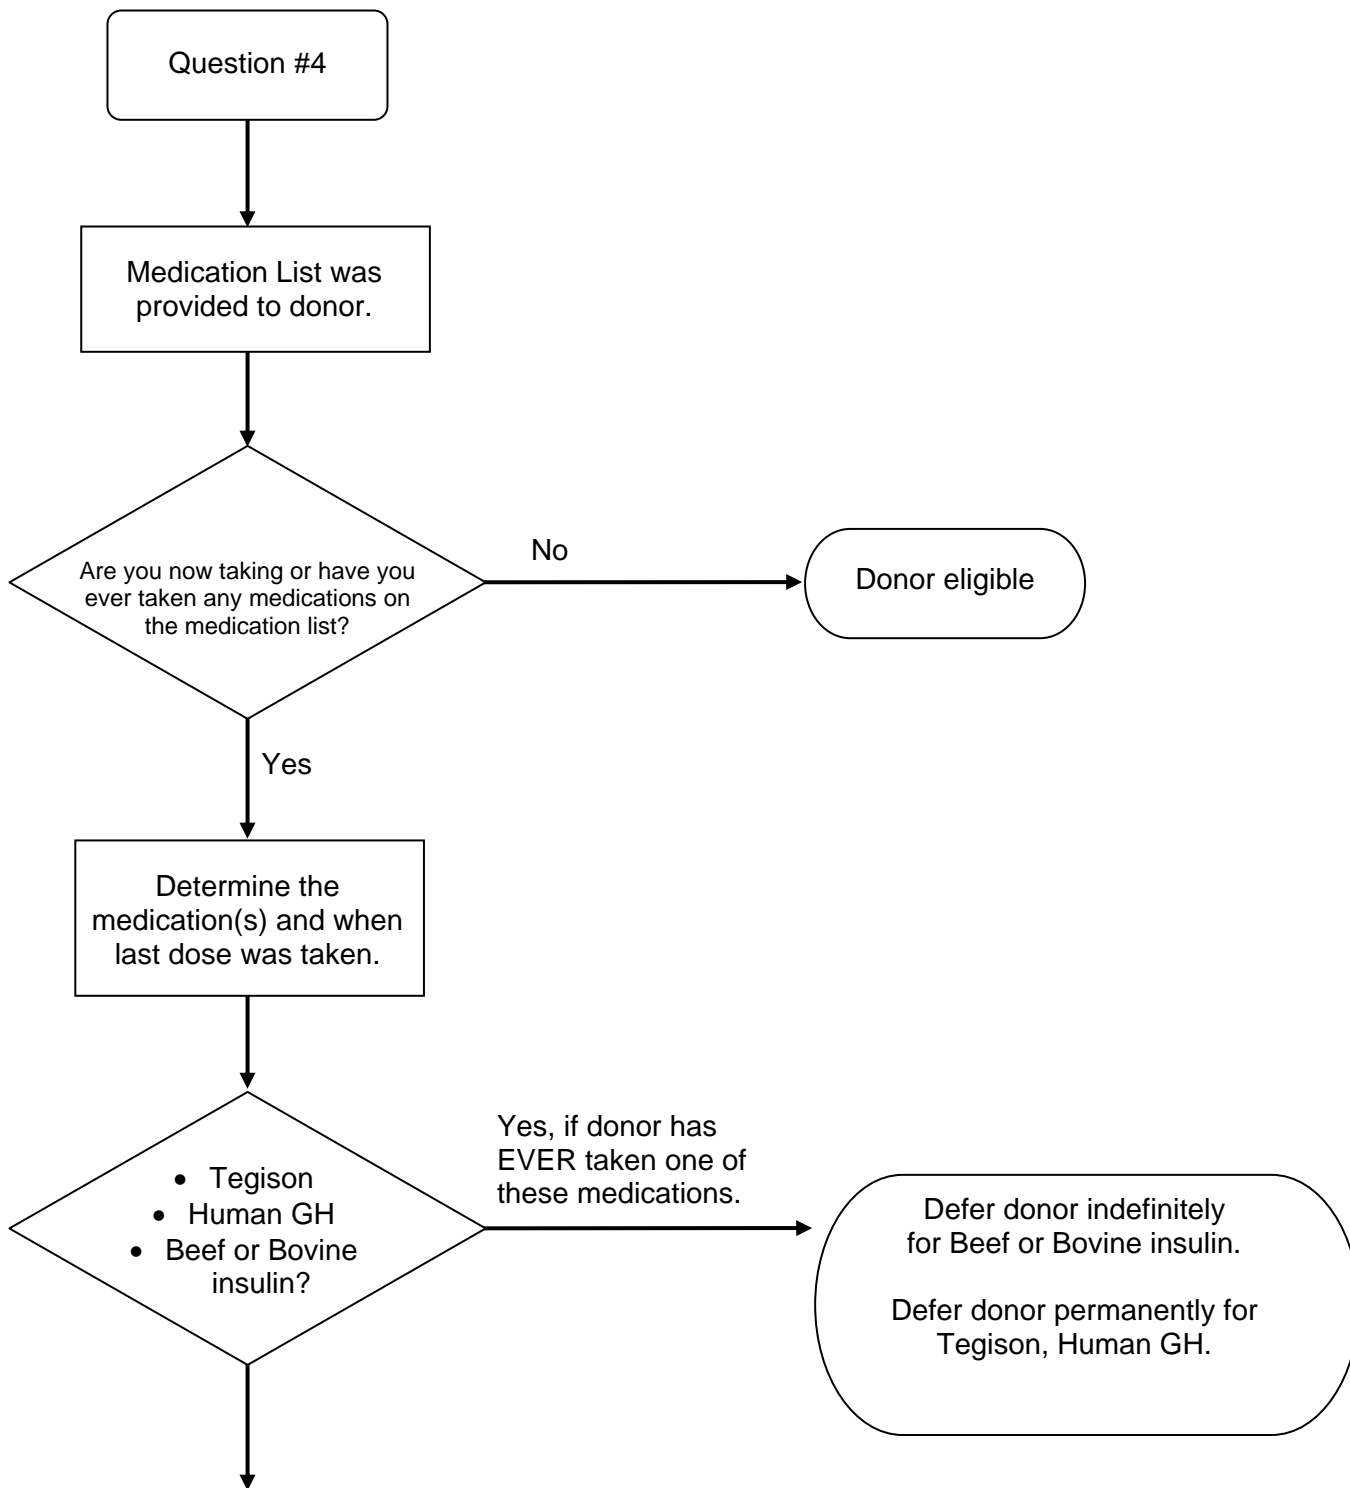 Question #4
Medication List was
provided to donor.
Are you now taking or have you
ever taken any medications on
the medication list?
No
Donor eligible
Yes
Determine the
medication(s) and when
last dose was taken.
• Tegison
• Human GH
• Beef or Bovine
insulin?
Yes, if donor has
EVER taken one of
these medications.
Defer donor indefinitely
for Beef or Bovine insulin.
Defer donor permanently for
Tegison, Human GH.